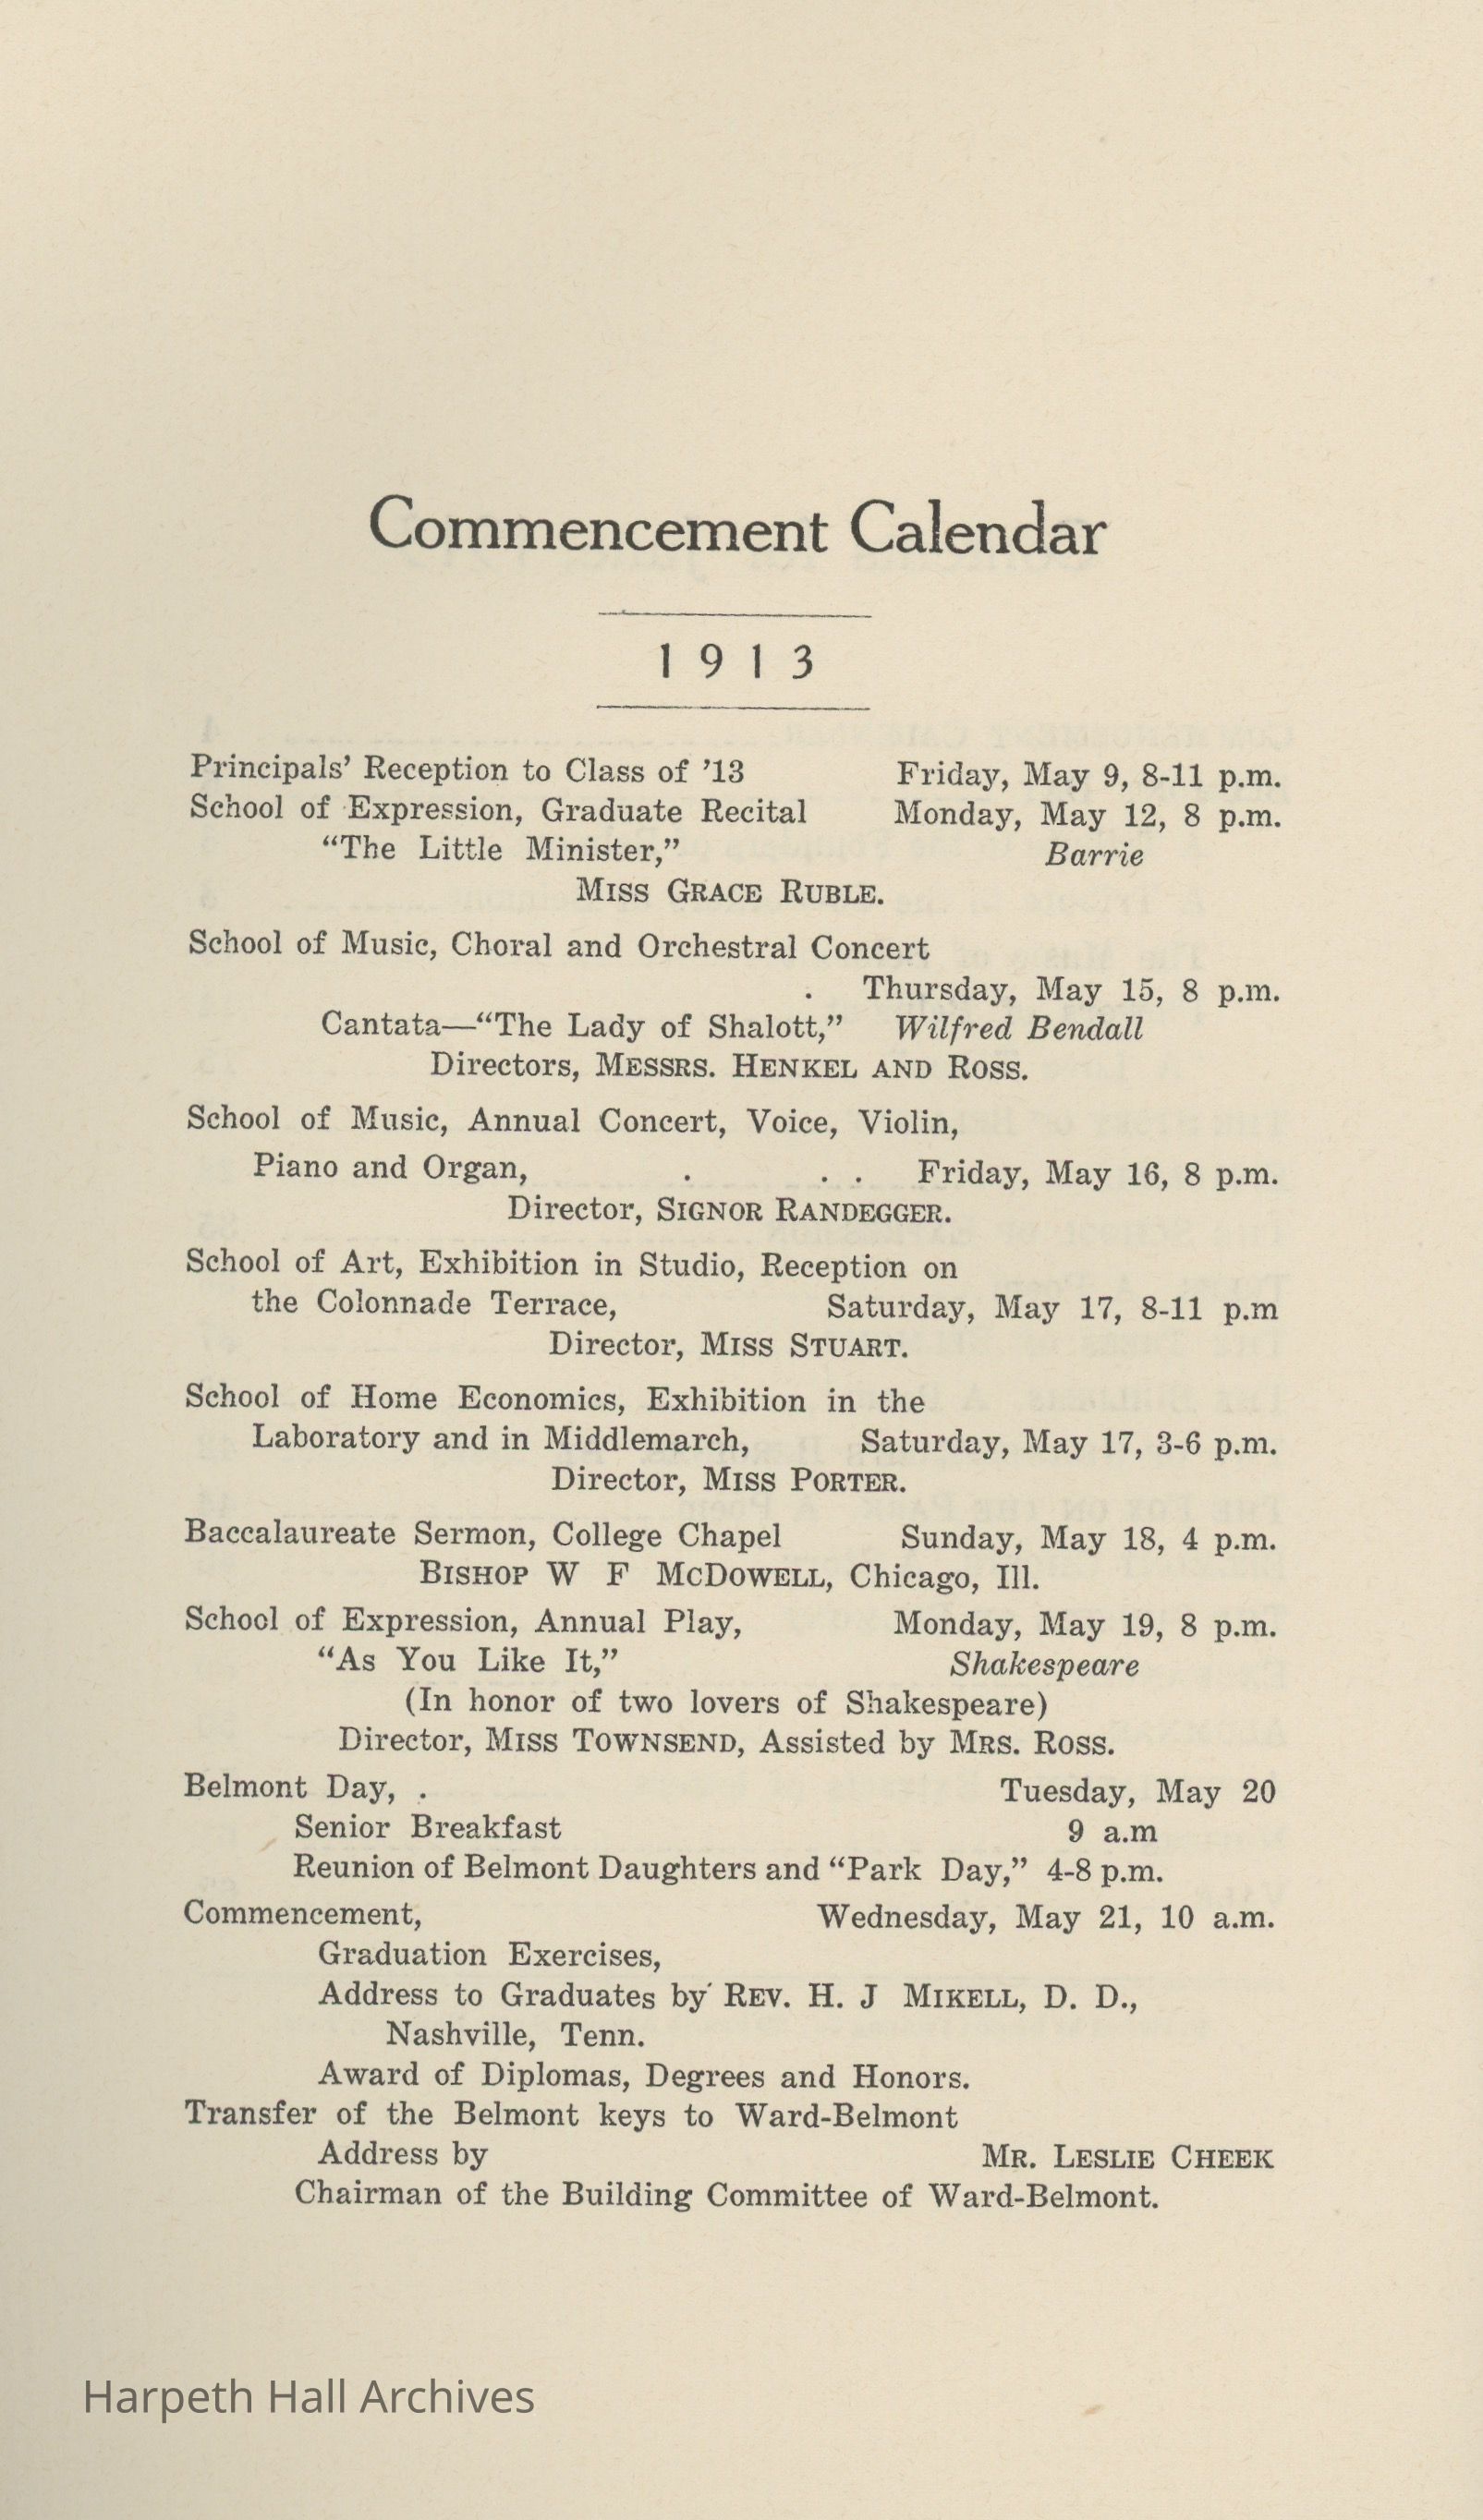 Commencement Calendar
1913
Principals’ Reception to Class of ’13 Friday, May 9, 8-11 p.m.
School of Expression, Graduate Recital Monday, May 12, 8 p.m.
“The Little Minister,” Barrie
MISS GRACE RUBLE.
School of Music, Choral and Orchestral Concert
. Thursday, May 15, 8 p.m.
Cantata—“The Lady of Shalott,” Wilfred Bendall
Directors, MESSRS. HENKEL AND ROSS.
School of Music, Annual Concert, Voice, Violin,
Piano and Organ, . . . Friday, May 16, 8 p.m.
Director, SIGNOR RANDEGGER.
School of Art, Exhibition in Studio, Reception on
the Colonnade Terrace, Saturday, May 17, 8-11 p.m
Director, MISS STUART.
School of Home Economics, Exhibition in the
Laboratory and in Middlemarch, Saturday, May 17, 3-6 p.m.
Director, MISS PORTER.
Baccalaureate Sermon, College Chapel Sunday, May 18, 4 p.m.
BISHOP W F MCDOWELL, Chicago, Ill.
School of Expression, Annual Play, Monday, May 19, 8 p.m.
“As You Like It,” Shakespeare
(In honor of two lovers of Shakespeare)
Director, MISS TOWNSEND, Assisted by MRS. ROSS.
Belmont Day, . Tuesday, May 20
Senior Breakfast 9 a.m
Reunion of Belmont Daughters and “Park Day,” 4-8 p.m.
Commencement, Wednesday, May 21, 10 a.m.
Graduation Exercises,
Address to Graduates by REV. H. J MIKELL, D. D.,
Nashville, Tenn.
Award of Diplomas, Degrees and Honors.
Transfer of the Belmont keys to Ward-Belmont
Address by MR. LESLIE CHEEK
Chairman of the Building Committee of Ward-Belmont.
Harpeth Hall Archives